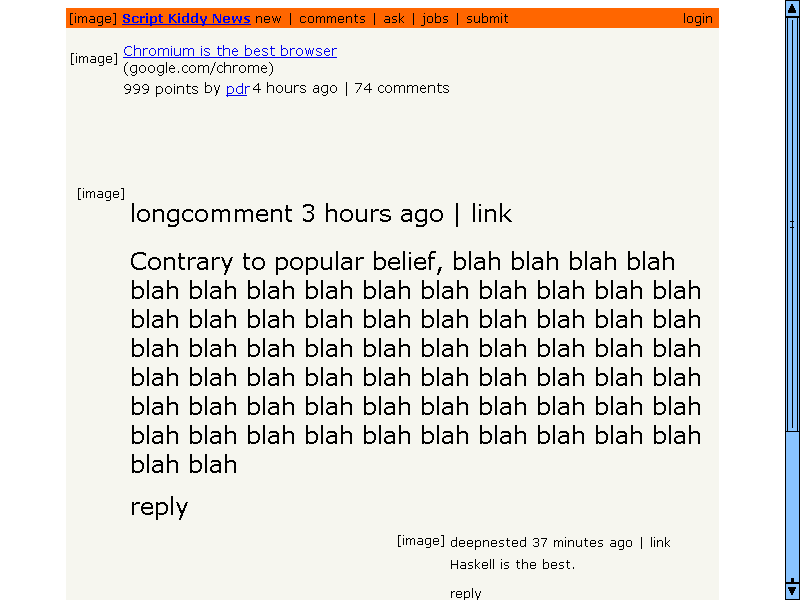 [image] Script Kiddy News new | comments | ask | jobs | submit login
[image] Chromium is the best browser
(google.com/chrome)
999 points by pdr 4 hours ago | 74 comments
[image]
longcomment 3 hours ago | link
Contrary to popular belief, blah blah blah blah
blah blah blah blah blah blah blah blah blah blah
blah blah blah blah blah blah blah blah blah blah
blah blah blah blah blah blah blah blah blah blah
blah blah blah blah blah blah blah blah blah blah
blah blah blah blah blah blah blah blah blah blah
blah blah blah blah blah blah blah blah blah blah
blah blah
reply
[image] deepnested 37 minutes ago | link
Haskell is the best.
reply